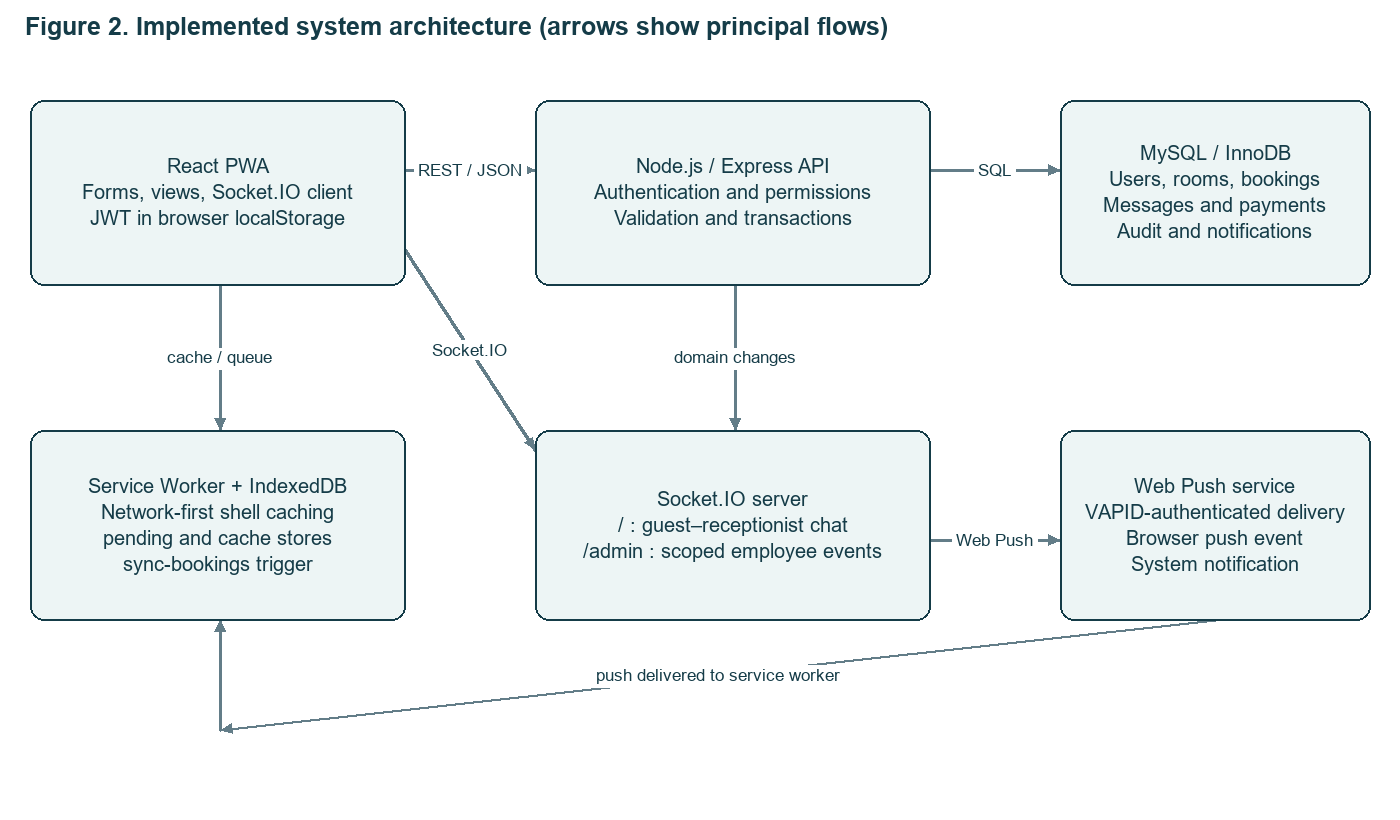 Figure 2. Implemented system architecture (arrows show principal flows)
React PWA
Forms, views, Socket.IO client
JWT in browser localStorage
REST / JSON
Node.js / Express API
Authentication and permissions
Validation and transactions
SQL
MySQL / InnoDB
Users, rooms, bookings
Messages and payments
Audit and notifications
cache / queue
Socket.IO
domain changes
Service Worker + IndexedDB
Network-first shell caching
pending and cache stores
sync-bookings trigger
Socket.IO server
/ : guest–receptionist chat
/admin : scoped employee events
Web Push
Web Push service
VAPID-authenticated delivery
Browser push event
System notification
push delivered to service worker